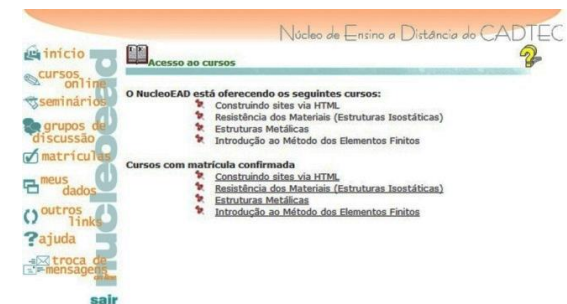 Núcleo de Ensino a Distância do CADTEC
início
cursos
online
seminários
grupos de
discussão
matrículas
meus
dados
outros
links
ajuda
troca de
mensagens
sair
nucleoead
Acesso ao cursos
O NucleoEAD está oferecendo os seguintes cursos:
Construindo sites via HTML
Resistência dos Materiais (Estruturas Isostáticas)
Estruturas Metálicas
Introdução ao Método dos Elementos Finitos
Cursos com matrícula confirmada
Construindo sites via HTML
Resistência dos Materiais (Estruturas Isostáticas)
Estruturas Metálicas
Introdução ao Método dos Elementos Finitos